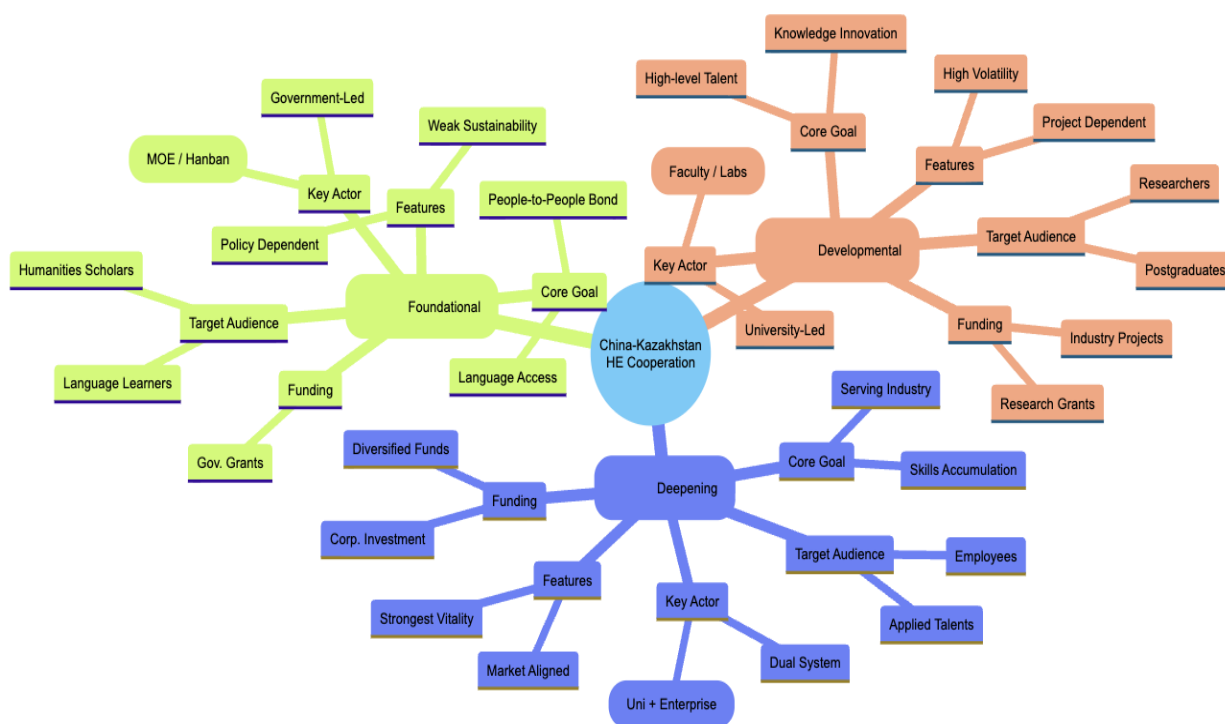 China-Kazakhstan
HE Cooperation
Foundational
Key Actor
Government-Led
MOE / Hanban
Features
Weak Sustainability
Policy Dependent
Core Goal
People-to-People Bond
Language Access
Target Audience
Humanities Scholars
Language Learners
Funding
Gov. Grants
Developmental
Core Goal
Knowledge Innovation
High-level Talent
Features
High Volatility
Project Dependent
Key Actor
Faculty / Labs
University-Led
Target Audience
Researchers
Postgraduates
Funding
Industry Projects
Research Grants
Deepening
Core Goal
Serving Industry
Skills Accumulation
Funding
Diversified Funds
Corp. Investment
Target Audience
Employees
Applied Talents
Features
Strongest Vitality
Market Aligned
Key Actor
Dual System
Uni + Enterprise